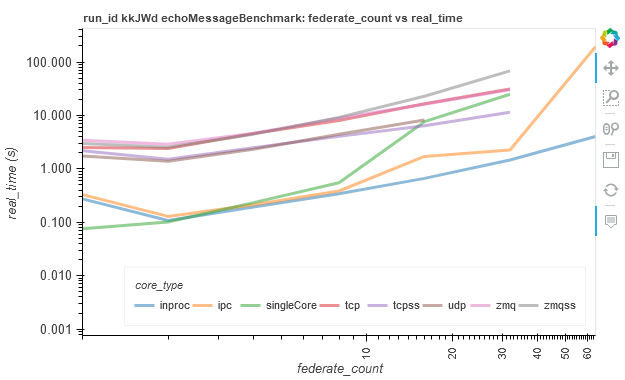 run_id kkJWd echoMessageBenchmark: federate_count vs real_time
real_time (s)
100.000
10.000
1.000
0.100
0.010
0.001
core_type
inproc ipc singleCore tcp tcpss udp zmq zmqss
10 20 30 40 50 60
federate_count